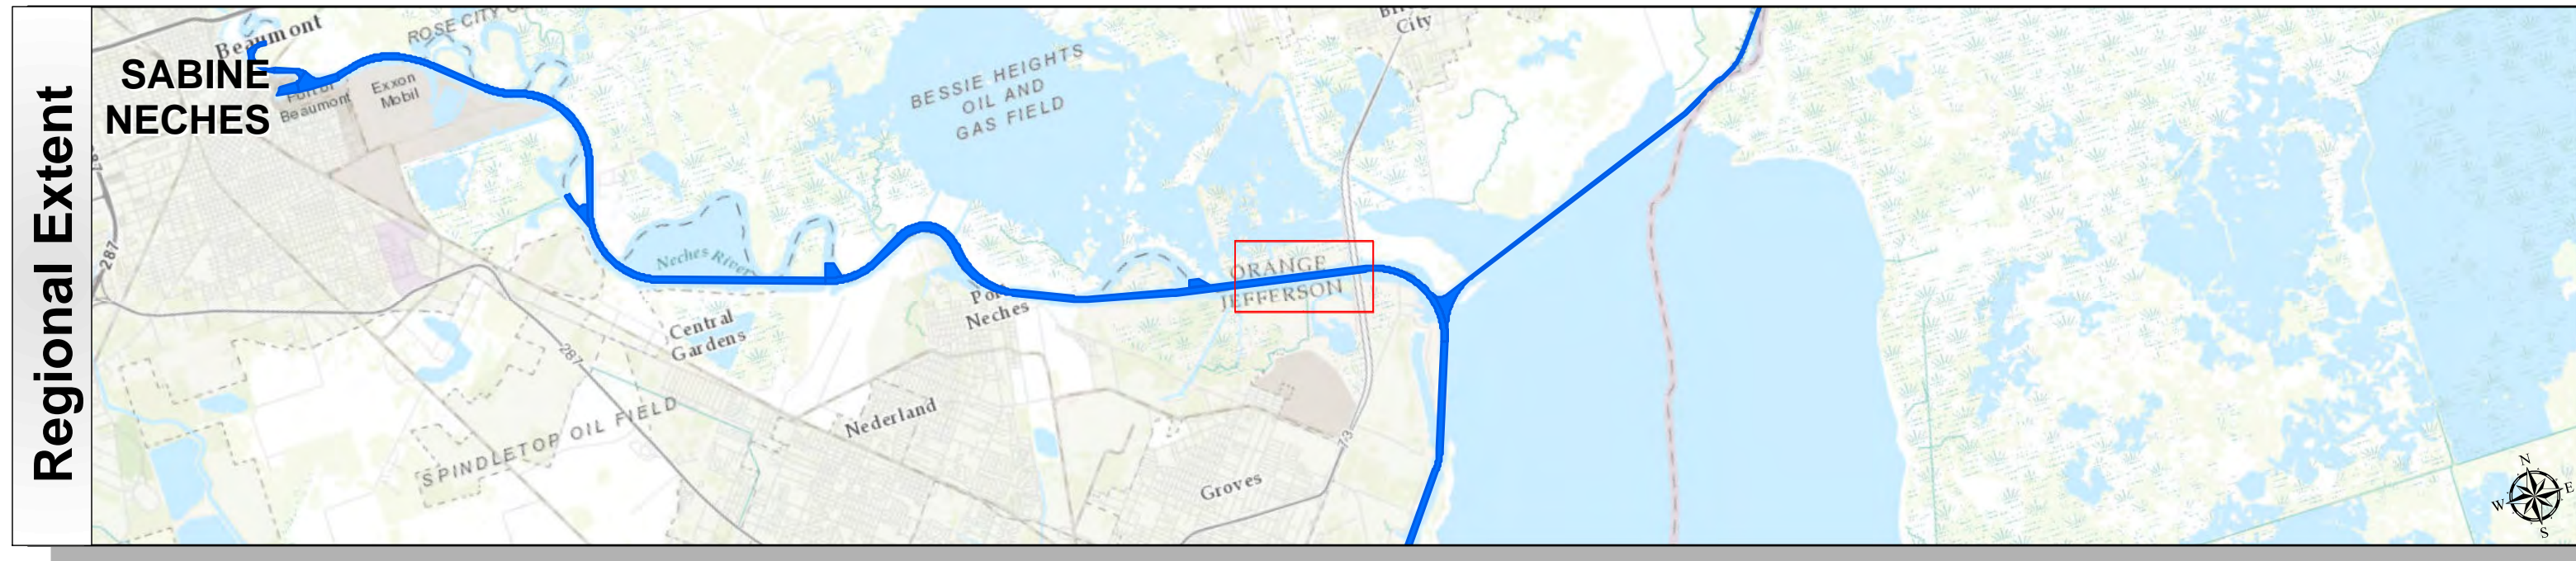 Regional Extent
SABINE
NECHES
Beaumont
ROSE CITY
Port of
Beaumont
Exxon
Mobil
BESSIE HEIGHTS
OIL AND
GAS FIELD
City
287
Neches River
ORANGE
JEFFERSON
Port
Neches
Central
Gardens
287
Nederland
SPINDLETOP OIL FIELD
73
Groves
N
W
E
S